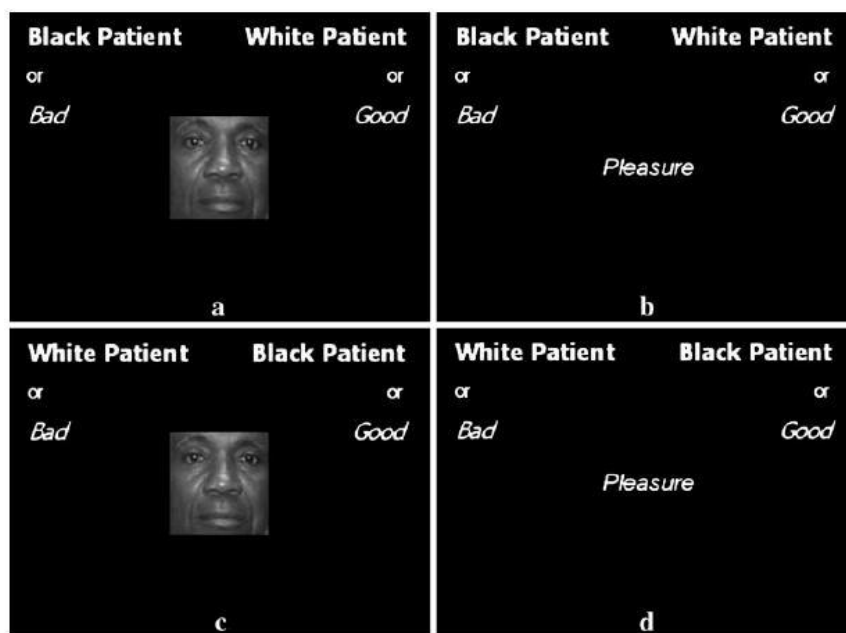 Black Patient White Patient
or or
Bad Good
a
Black Patient White Patient
or or
Bad Good
Pleasure
b
White Patient Black Patient
or or
Bad Good
c
White Patient Black Patient
or or
Bad Good
Pleasure
d